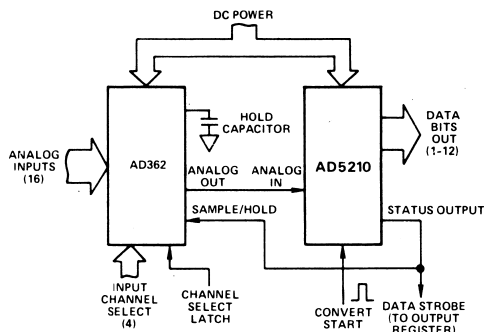 DC POWER
HOLD
CAPACITOR
DATA
BITS
OUT
(1-12)
ANALOG
INPUTS
(16)
AD362
AD5210
ANALOG
OUT
ANALOG
IN
SAMPLE/HOLD
STATUS OUTPUT
INPUT
CHANNEL
SELECT
(4)
CHANNEL
SELECT
LATCH
CONVERT
START
DATA STROBE
(TO OUTPUT
REGISTER)